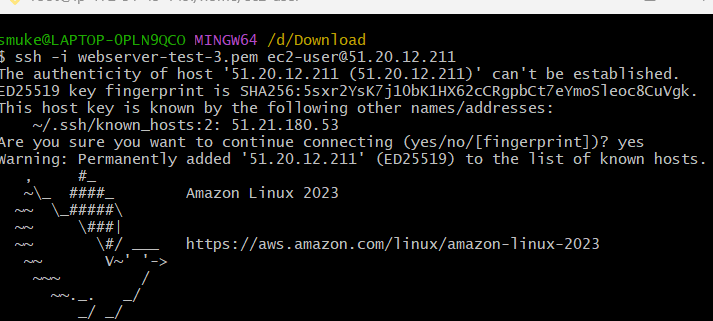 smuke@LAPTOP-0PLN9QCO MINGW64 /d/Download
$ ssh -i webserver-test-3.pem ec2-user@51.20.12.211
The authenticity of host '51.20.12.211 (51.20.12.211)' can't be established.
ED25519 key fingerprint is SHA256:5sxr2YsK7j1ObK1HX62cCRgpbCt7eYmoSleoc8CuVgk.
This host key is known by the following other names/addresses:
    ~/.ssh/known_hosts:2: 51.21.180.53
Are you sure you want to continue connecting (yes/no/[fingerprint])? yes
Warning: Permanently added '51.20.12.211' (ED25519) to the list of known hosts.
   ,     #_
   ~\_  ####_        Amazon Linux 2023
  ~~  \_#####\
  ~~     \###|
  ~~       \#/ ___   https://aws.amazon.com/linux/amazon-linux-2023
   ~~       V~' '->
    ~~~         /
      ~~._.   _/
         _/ _/